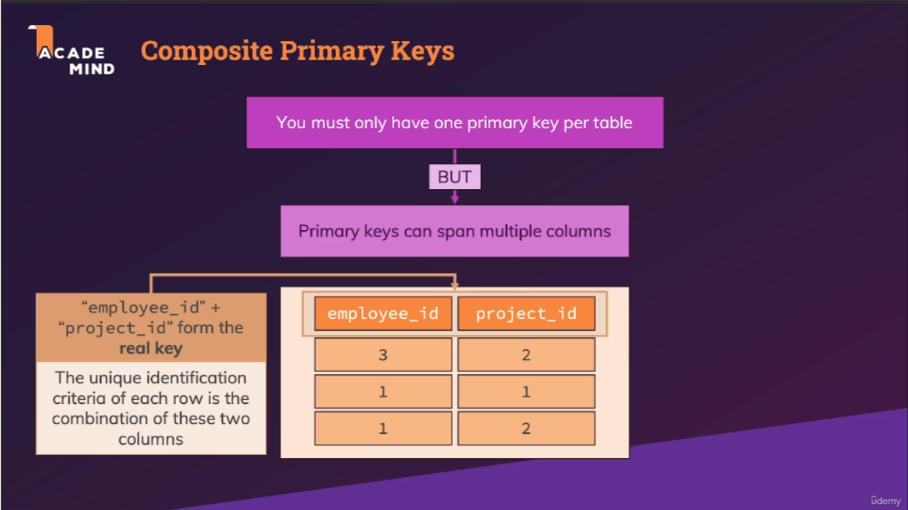 ACADE
MIND
Composite Primary Keys
You must only have one primary key per table
BUT
Primary keys can span multiple columns
“employee_id” +
“project_id” form the
real key
The unique identification
criteria of each row is the
combination of these two
columns
employee_id project_id
3 2
1 1
1 2
ûdemy